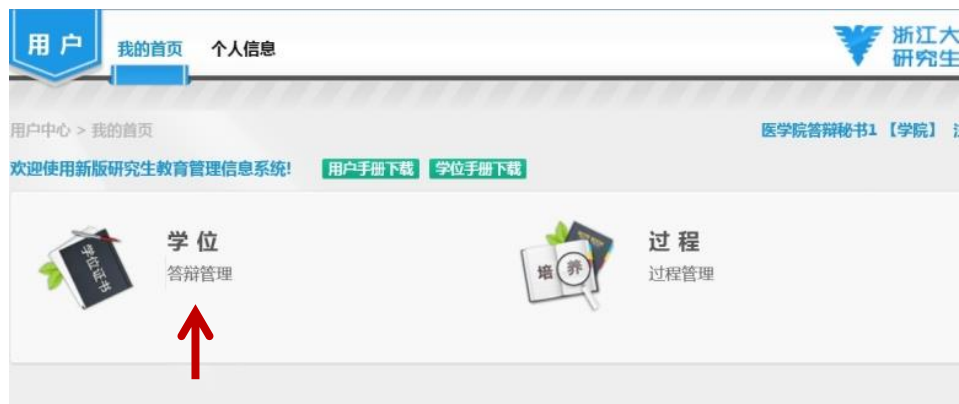 用户
我的首页 个人信息
浙江大
研究生
用户中心 > 我的首页
医学院答辩秘书1 【学院】
欢迎使用新版研究生教育管理信息系统! 用户手册下载 学位手册下载
学位证书
学位
答辩管理
培养
过程
过程管理